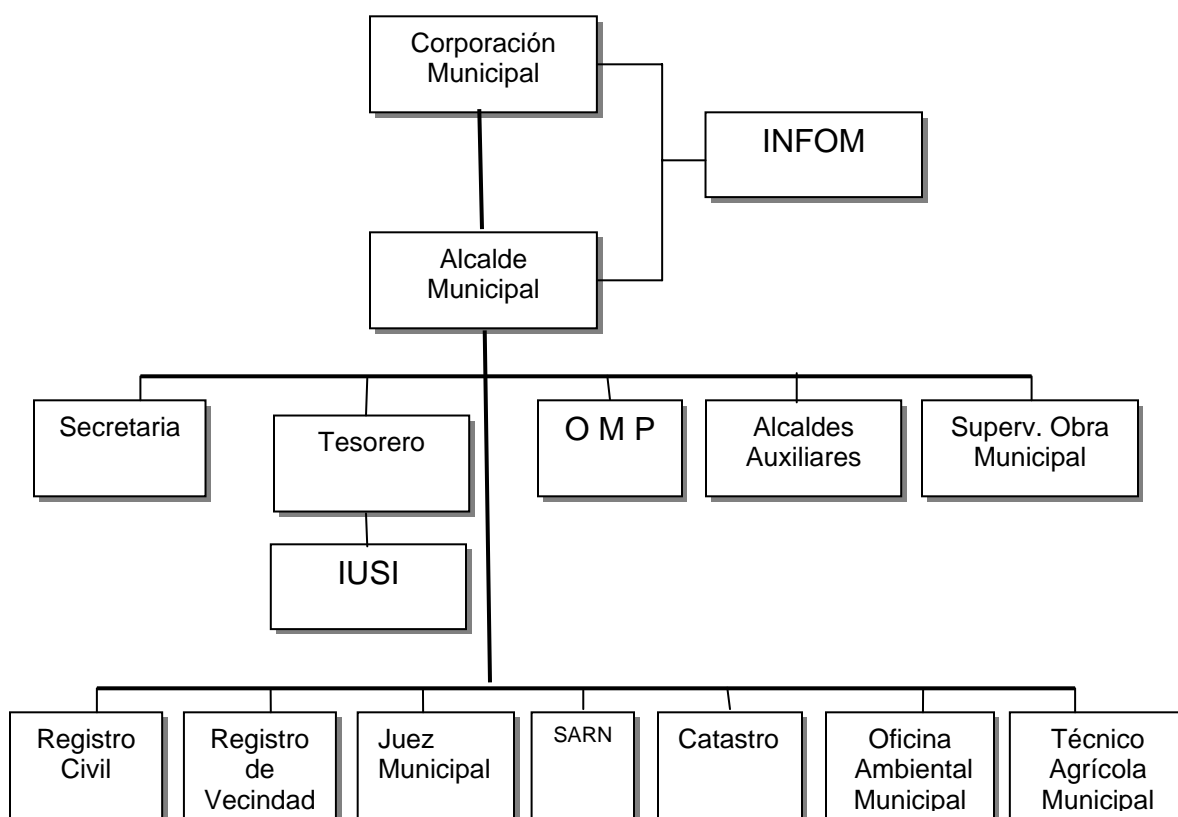 Corporación
Municipal
INFOM
Alcalde
Municipal
Secretaria
Tesorero
O M P
Alcaldes
Auxiliares
Superv. Obra
Municipal
IUSI
Registro
Civil
Registro
de
Vecindad
Juez
Municipal
SARN
Catastro
Oficina
Ambiental
Municipal
Técnico
Agrícola
Municipal